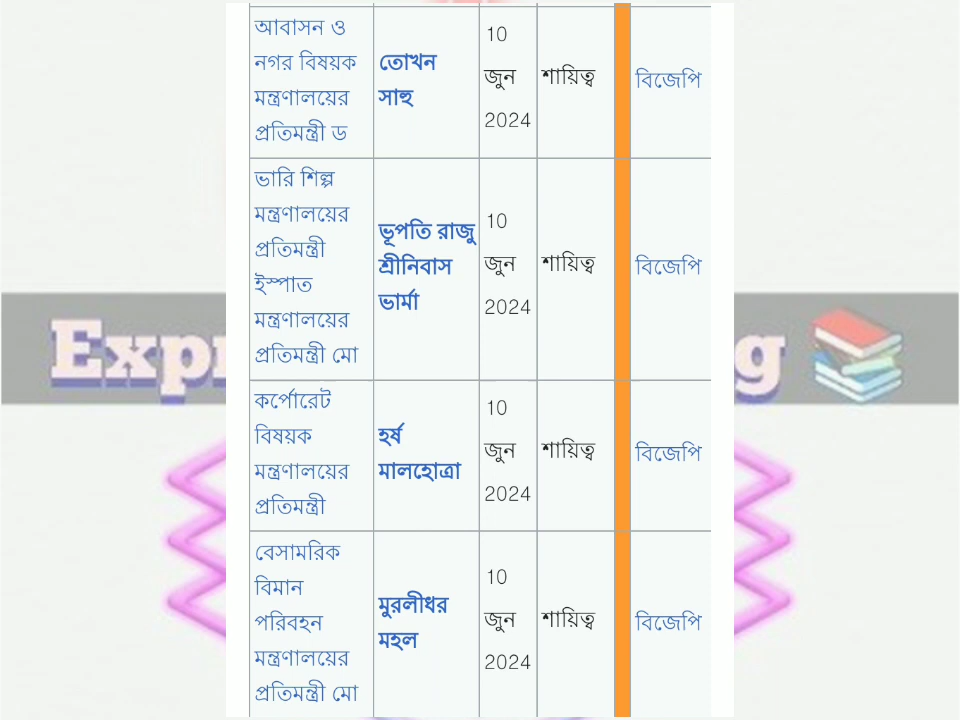 আবাসন ও
নগর বিষয়ক
মন্ত্রণালয়ের
প্রতিমন্ত্রী ড
তোখন
সাহু
10
জুন
2024
শায়িত্ব
বিজেপি
ভারি শিল্প
মন্ত্রণালয়ের
প্রতিমন্ত্রী
ইস্পাত
মন্ত্রণালয়ের
প্রতিমন্ত্রী মো
ভূপতি রাজু
শ্রীনিবাস
ভার্মা
10
জুন
2024
শায়িত্ব
বিজেপি
কর্পোরেট
বিষয়ক
মন্ত্রণালয়ের
প্রতিমন্ত্রী
হর্ষ
মালহোত্রা
10
জুন
2024
শায়িত্ব
বিজেপি
বেসামরিক
বিমান
পরিবহন
মন্ত্রণালয়ের
প্রতিমন্ত্রী মো
মুরলীধর
মহল
10
জুন
2024
শায়িত্ব
বিজেপি